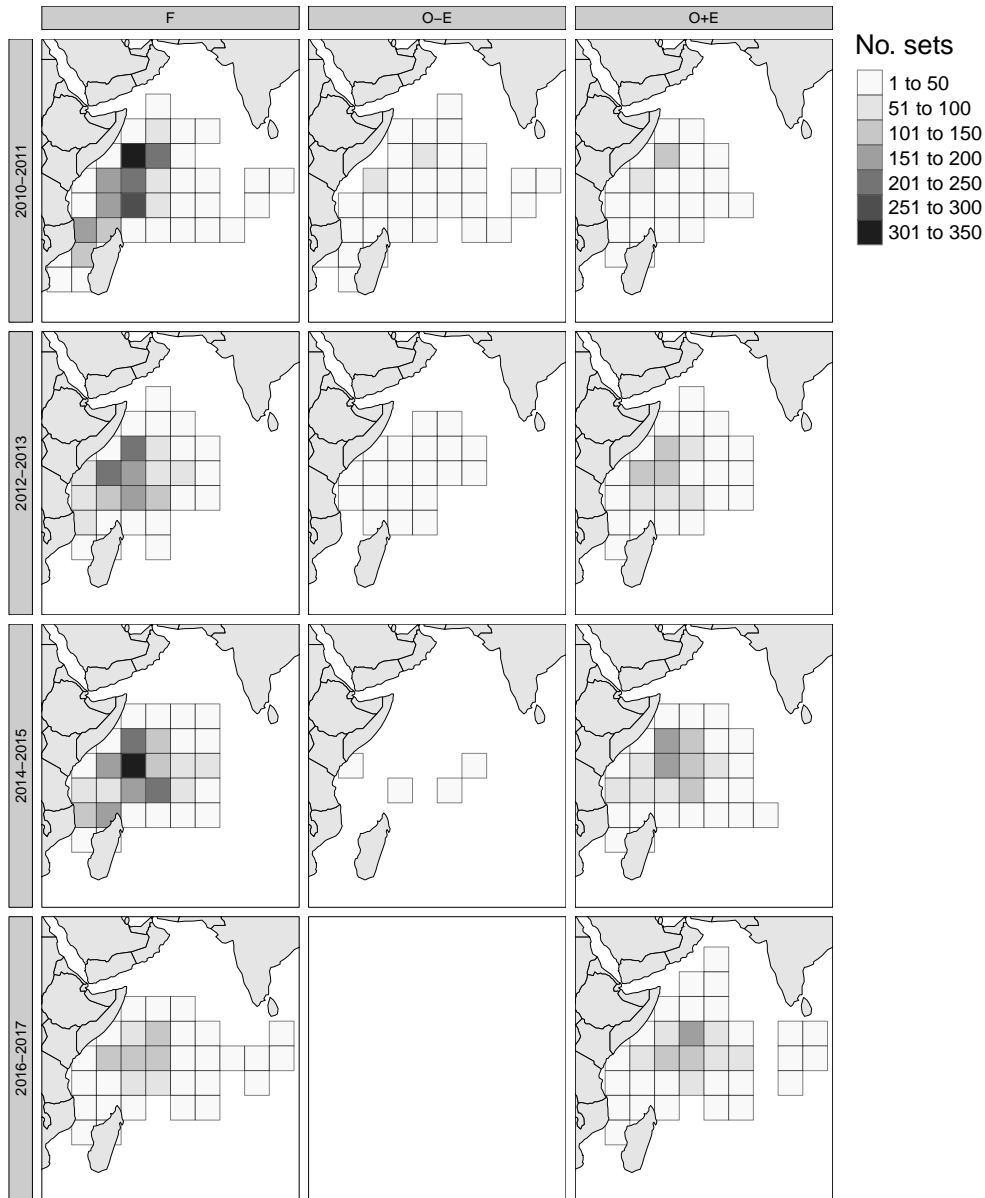 F
O−E
O+E
No. sets
1 to 50
51 to 100
101 to 150
151 to 200
201 to 250
251 to 300
301 to 350
2010−2011
2012−2013
2014−2015
2016−2017